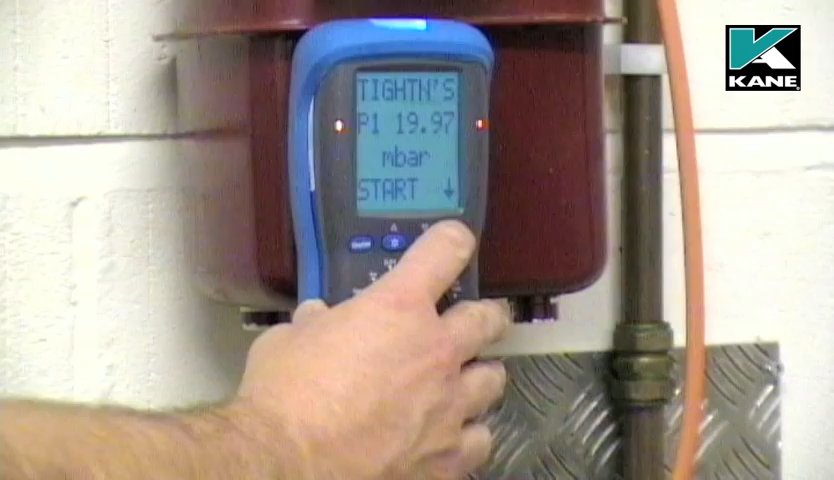 TIGHTN'S
P1 19.97
mbar
START ↓
KANE